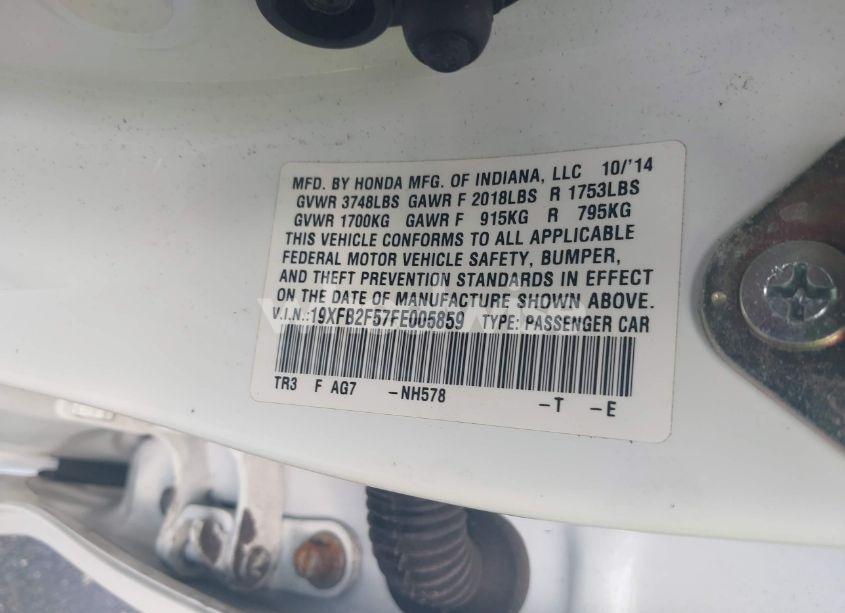 MFD. BY HONDA MFG. OF INDIANA, LLC 10/'14
GVWR 3748LBS GAWR F 2018LBS R 1753LBS
GVWR 1700KG GAWR F 915KG R 795KG
THIS VEHICLE CONFORMS TO ALL APPLICABLE
FEDERAL MOTOR VEHICLE SAFETY, BUMPER,
AND THEFT PREVENTION STANDARDS IN EFFECT
ON THE DATE OF MANUFACTURE SHOWN ABOVE.
V.I.N.:19XFB2F57FE005859 TYPE: PASSENGER CAR
TR3 F AG7 -NH578 -T -E